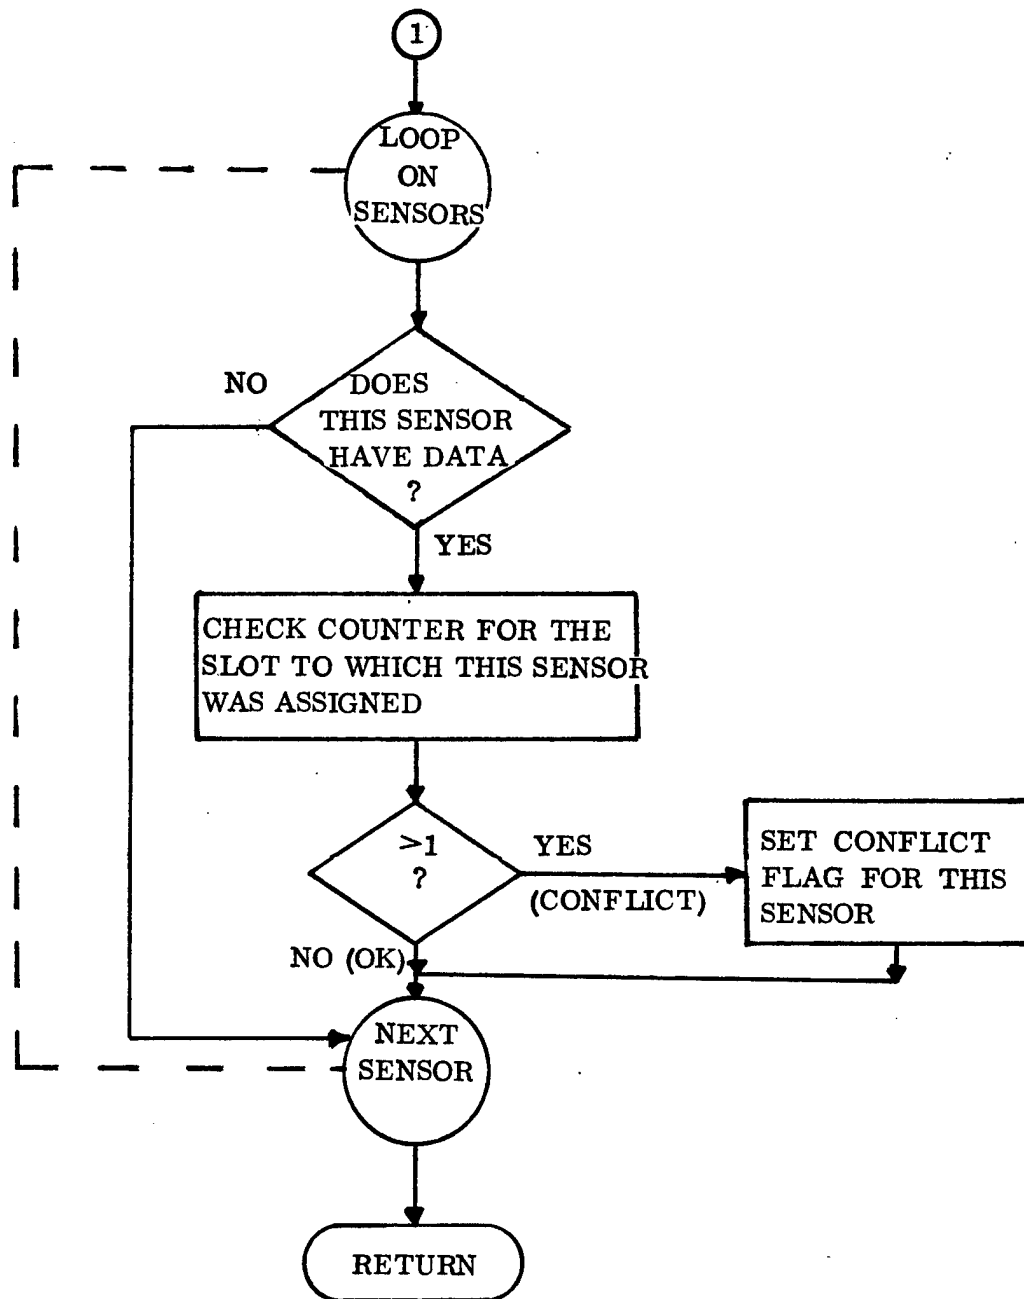 1
LOOP
ON
SENSORS
NO
DOES
THIS SENSOR
HAVE DATA
?
YES
CHECK COUNTER FOR THE
SLOT TO WHICH THIS SENSOR
WAS ASSIGNED
>1
?
YES
(CONFLICT)
SET CONFLICT
FLAG FOR THIS
SENSOR
NO (OK)
NEXT
SENSOR
RETURN